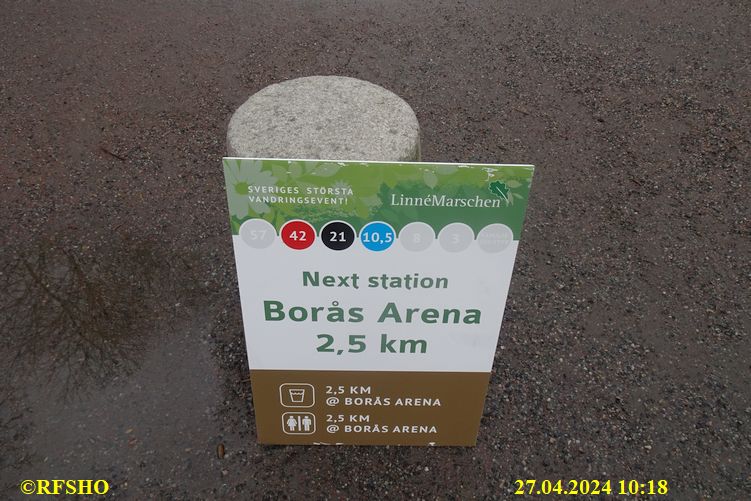 SVERIGES STÖRSTA
VANDRINGSEVENT!
LinnéMarschen
57 42 21 10,5 8 3
Next station
Borås Arena
2,5 km
2,5 KM
@ BORÅS ARENA
2,5 KM
@ BORÅS ARENA
©RFSHO
27.04.2024 10:18